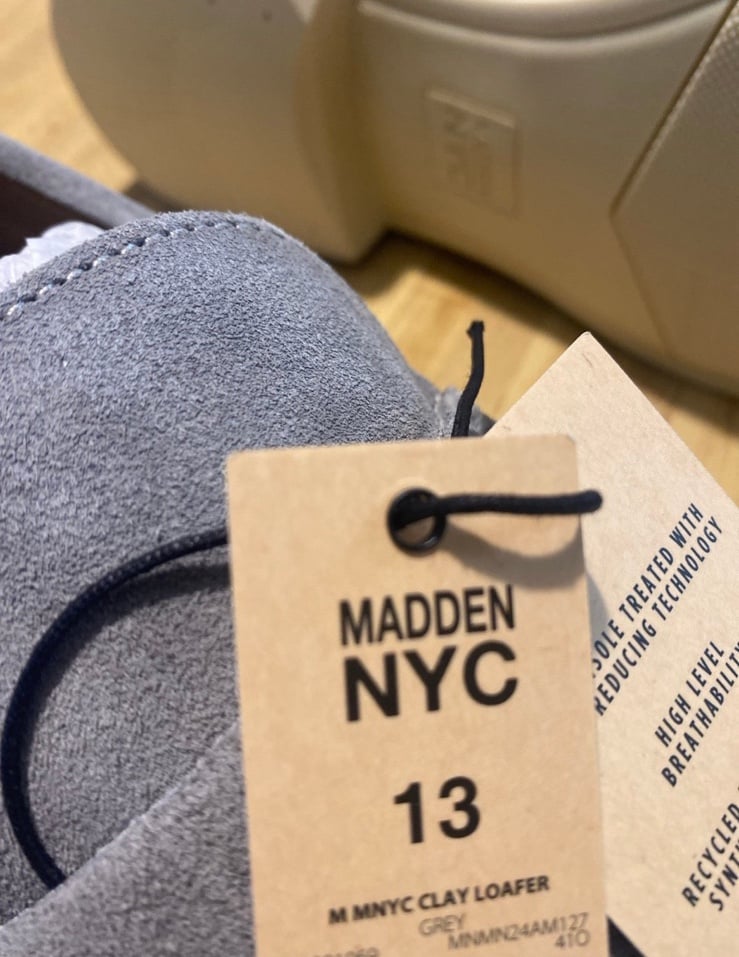 MADDEN
NYC
13
M MNYC CLAY LOAFER
GREY
MNMN24AM127
410
SOLE TREATED WITH
REDUCING TECHNOLOGY
HIGH LEVEL
BREATHABILITY
RECYCLED